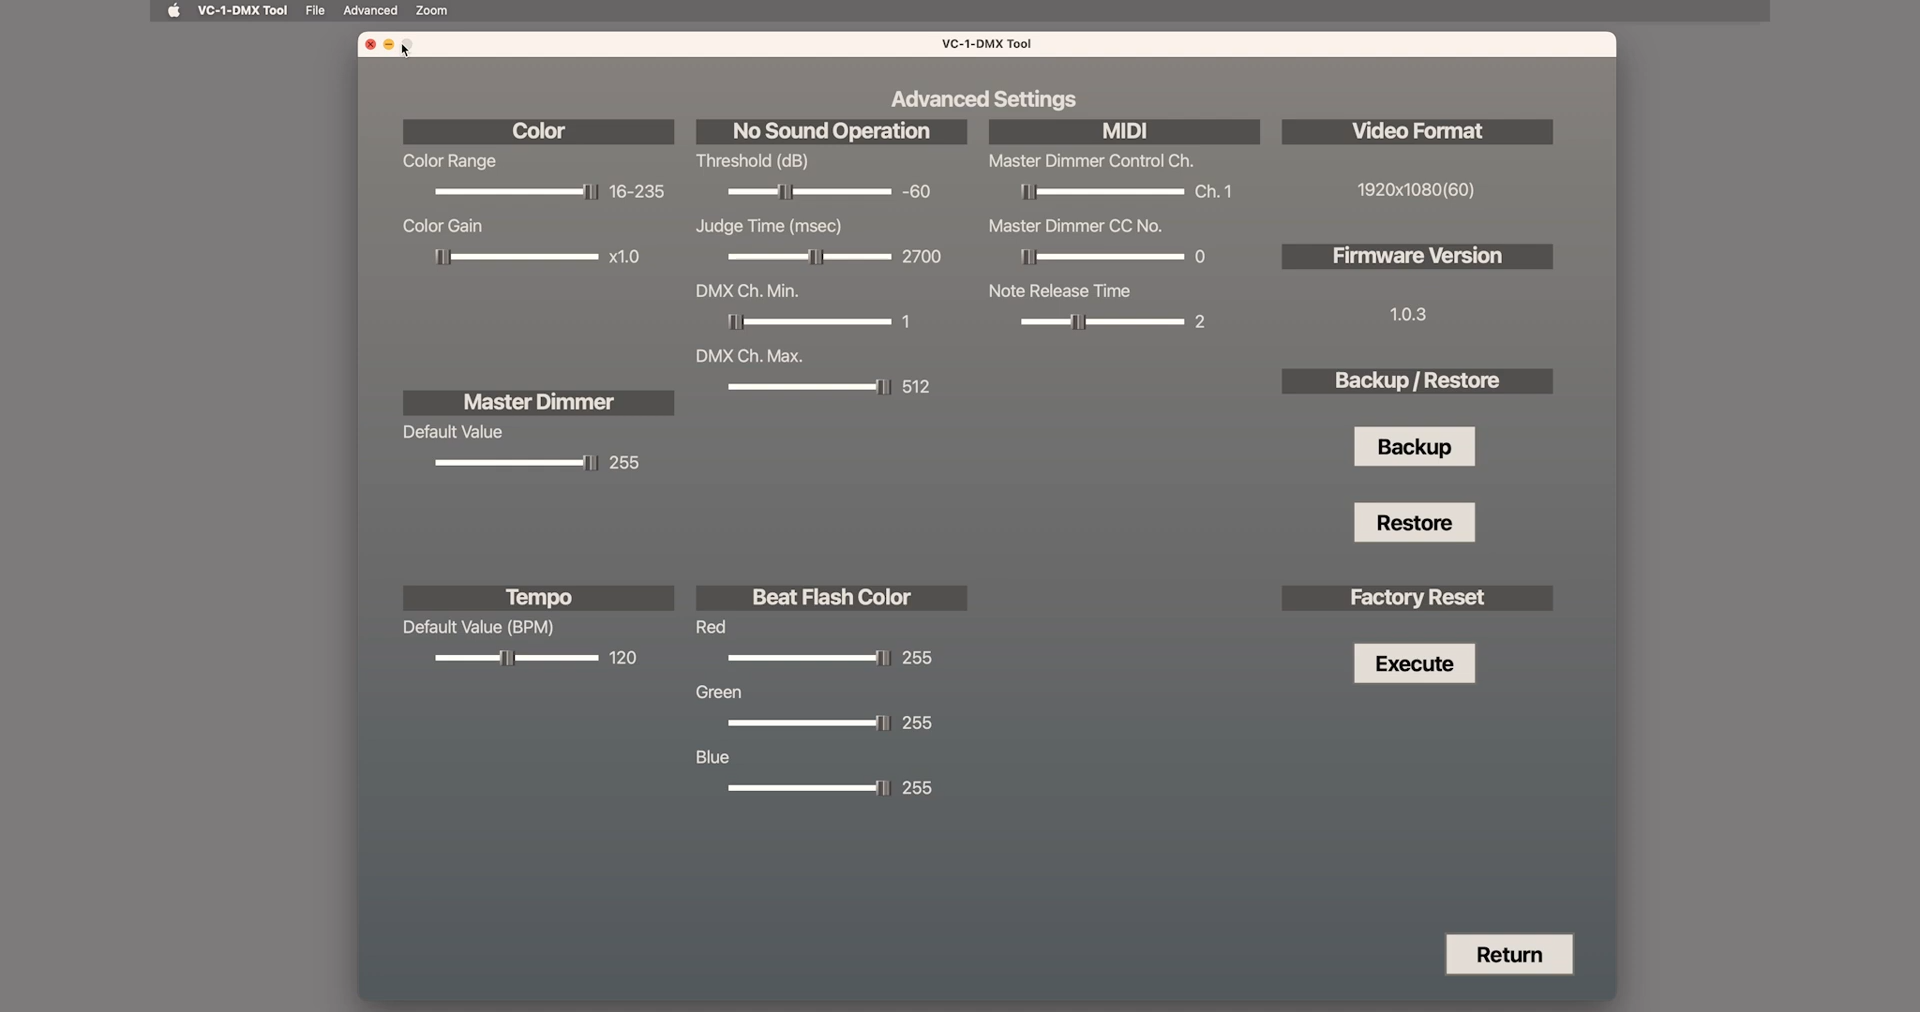 VC-1-DMX Tool File Advanced Zoom
VC-1-DMX Tool
Advanced Settings
Color
Color Range
16-235
Color Gain
x1.0
Master Dimmer
Default Value
255
Tempo
Default Value (BPM)
120
No Sound Operation
Threshold (dB)
-60
Judge Time (msec)
2700
DMX Ch. Min.
1
DMX Ch. Max.
512
Beat Flash Color
Red
255
Green
255
Blue
255
MIDI
Master Dimmer Control Ch.
Ch. 1
Master Dimmer CC No.
0
Note Release Time
2
Video Format
1920x1080(60)
Firmware Version
1.0.3
Backup / Restore
Backup
Restore
Factory Reset
Execute
Return